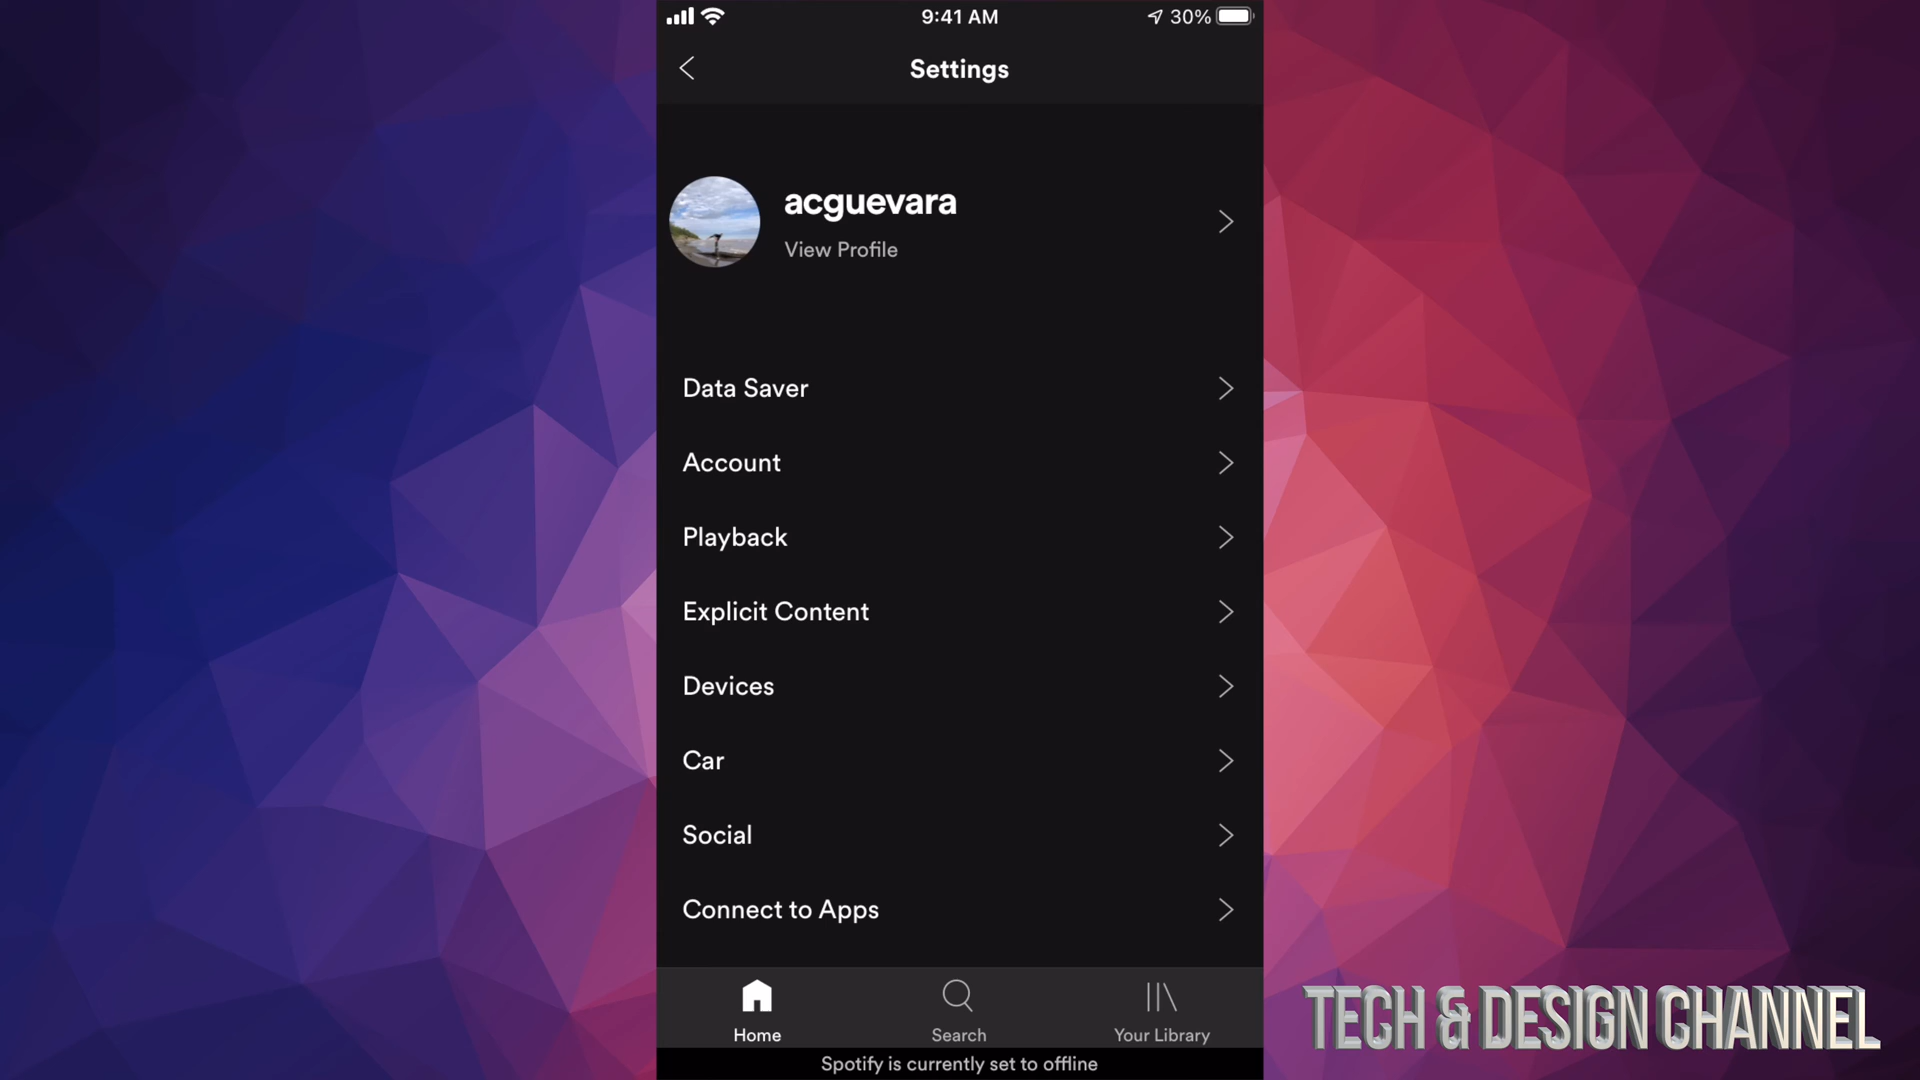 9:41 AM
30%
Settings
acguevara
View Profile
Data Saver
Account
Playback
Explicit Content
Devices
Car
Social
Connect to Apps
Home
Search
Your Library
Spotify is currently set to offline
TECH & DESIGN CHANNEL